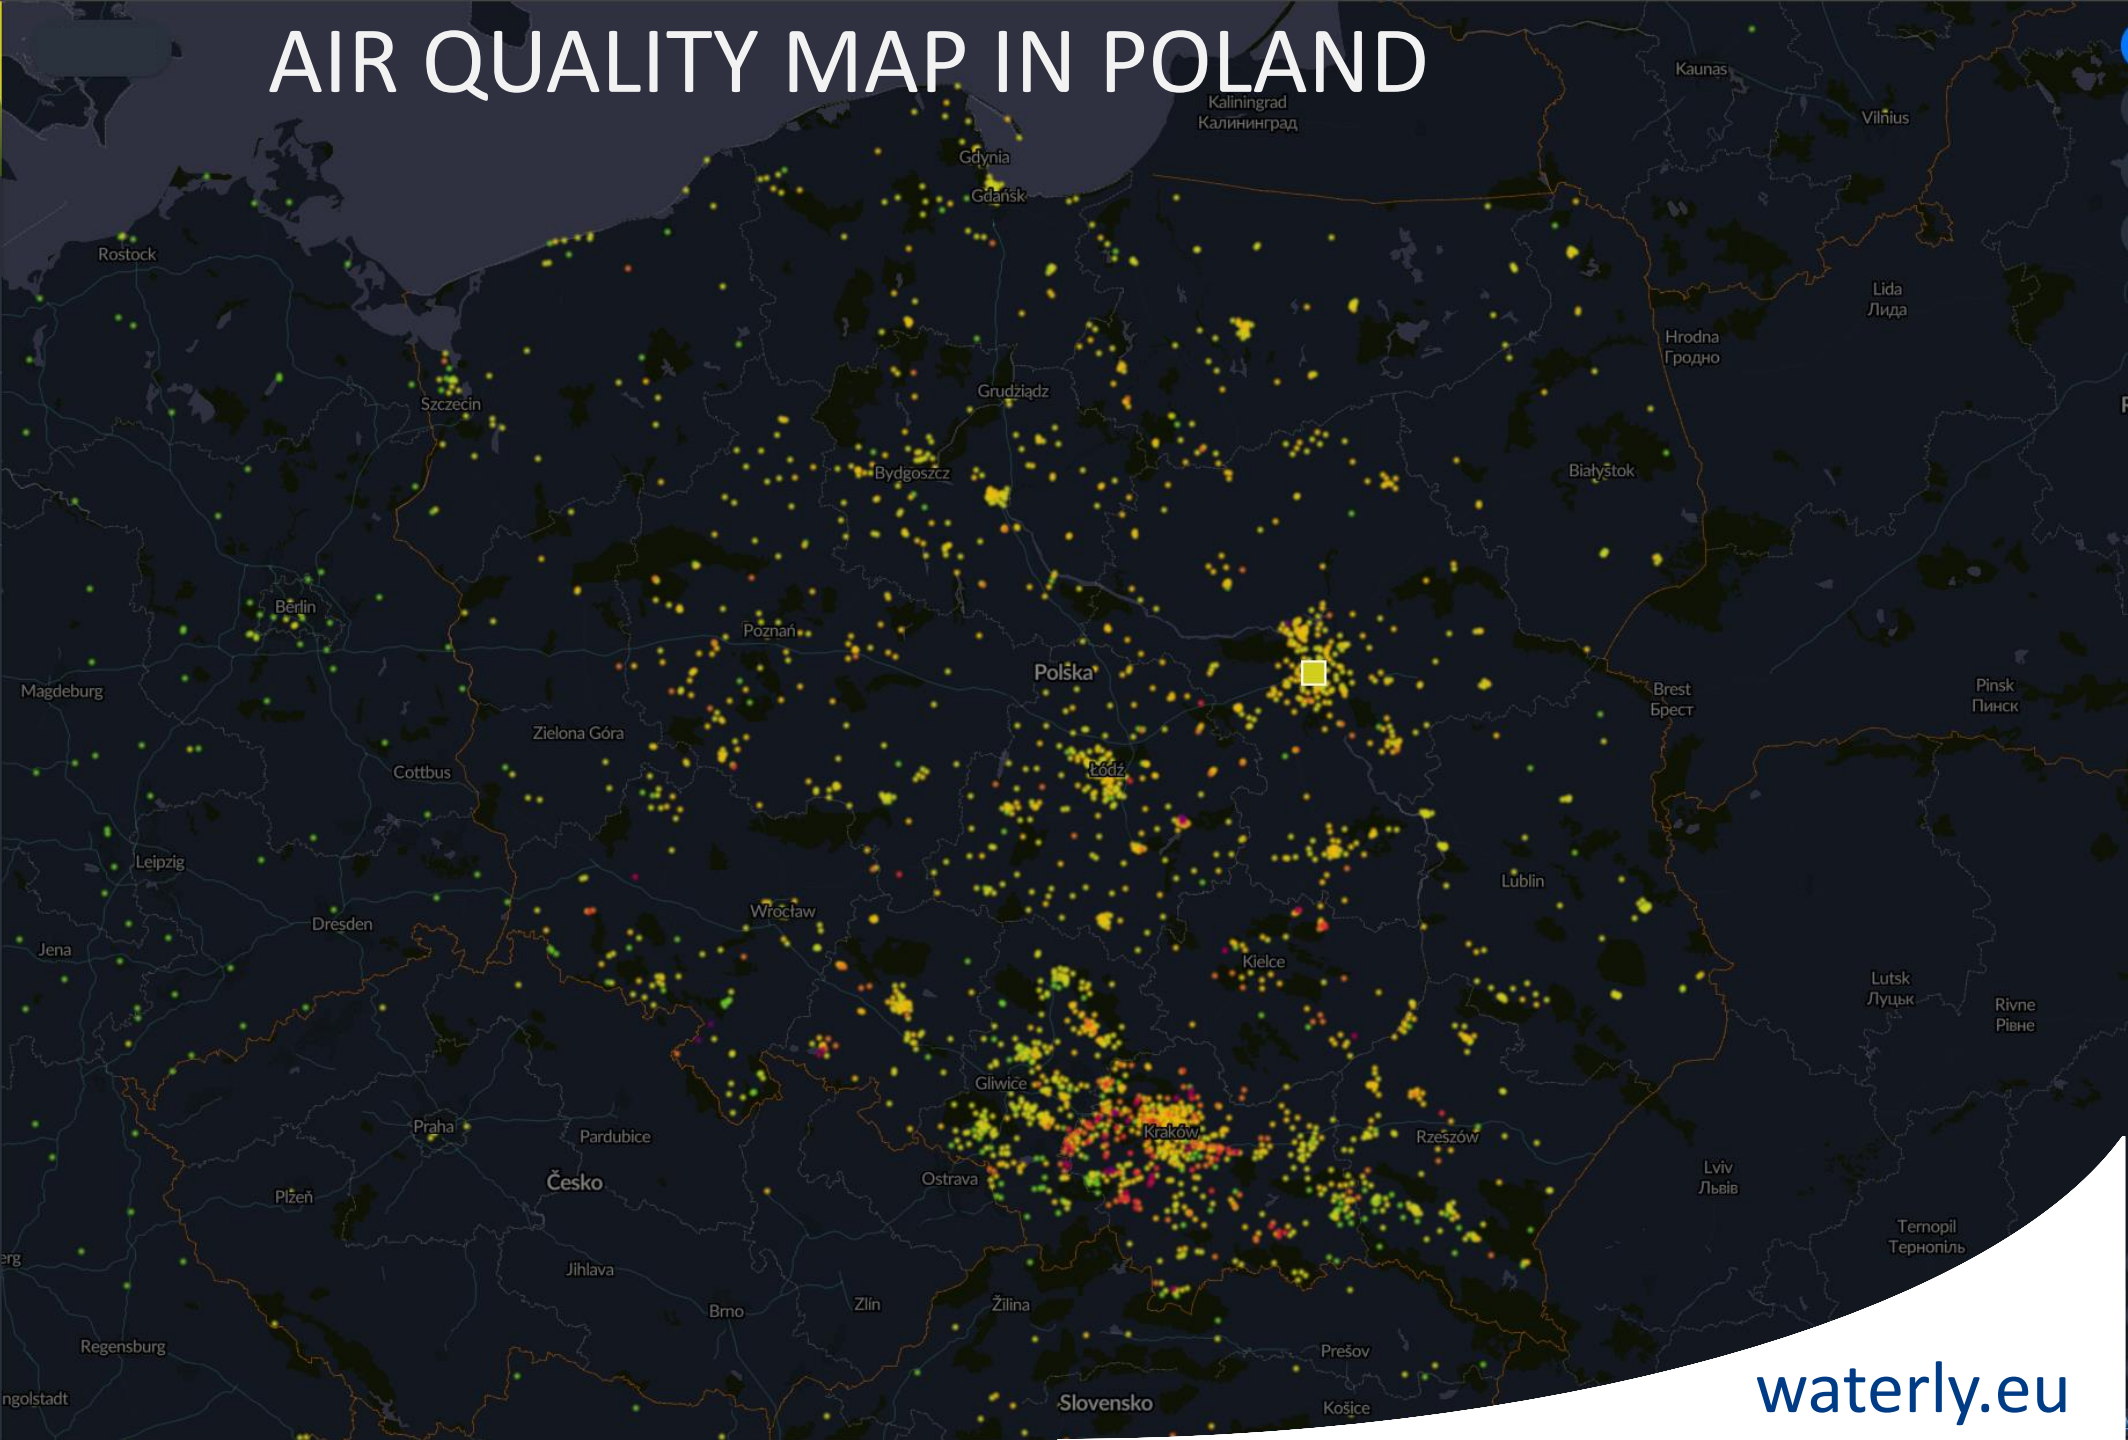 AIR QUALITY MAP IN POLAND
Kaunas
Kaliningrad
Калининград
Vilnius
Gdynia
Gdańsk
Rostock
Lida
Лида
Hrodna
Гродно
Grudziądz
Szczecin
Bydgoszcz
Białystok
Berlin
Poznań
Polska
Magdeburg
Brest
Брест
Pinsk
Пинск
Zielona Góra
Cottbus
Łódź
Leipzig
Lublin
Wrocław
Dresden
Jena
Kielce
Lutsk
Луцьк
Rivne
Рівне
Gliwice
Praha
Pardubice
Kraków
Rzeszów
Lviv
Львів
Česko
Ostrava
Plzeň
Ternopil
Тернопіль
erg
Jihlava
Brno
Zlín
Žilina
Regensburg
Prešov
ngolstadt
Slovensko
Košice
waterly.eu